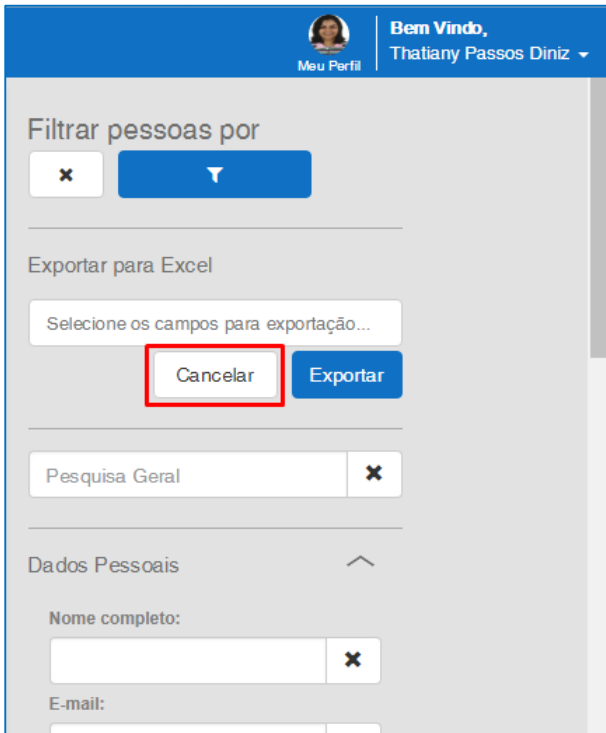 Bem Vindo,
Meu Perfil
Thatiany Passos Diniz
Filtrar pessoas por
Exportar para Excel
Selecione os campos para exportação...
Cancelar
Exportar
Pesquisa Geral
Dados Pessoais
Nome completo:
E-mail: